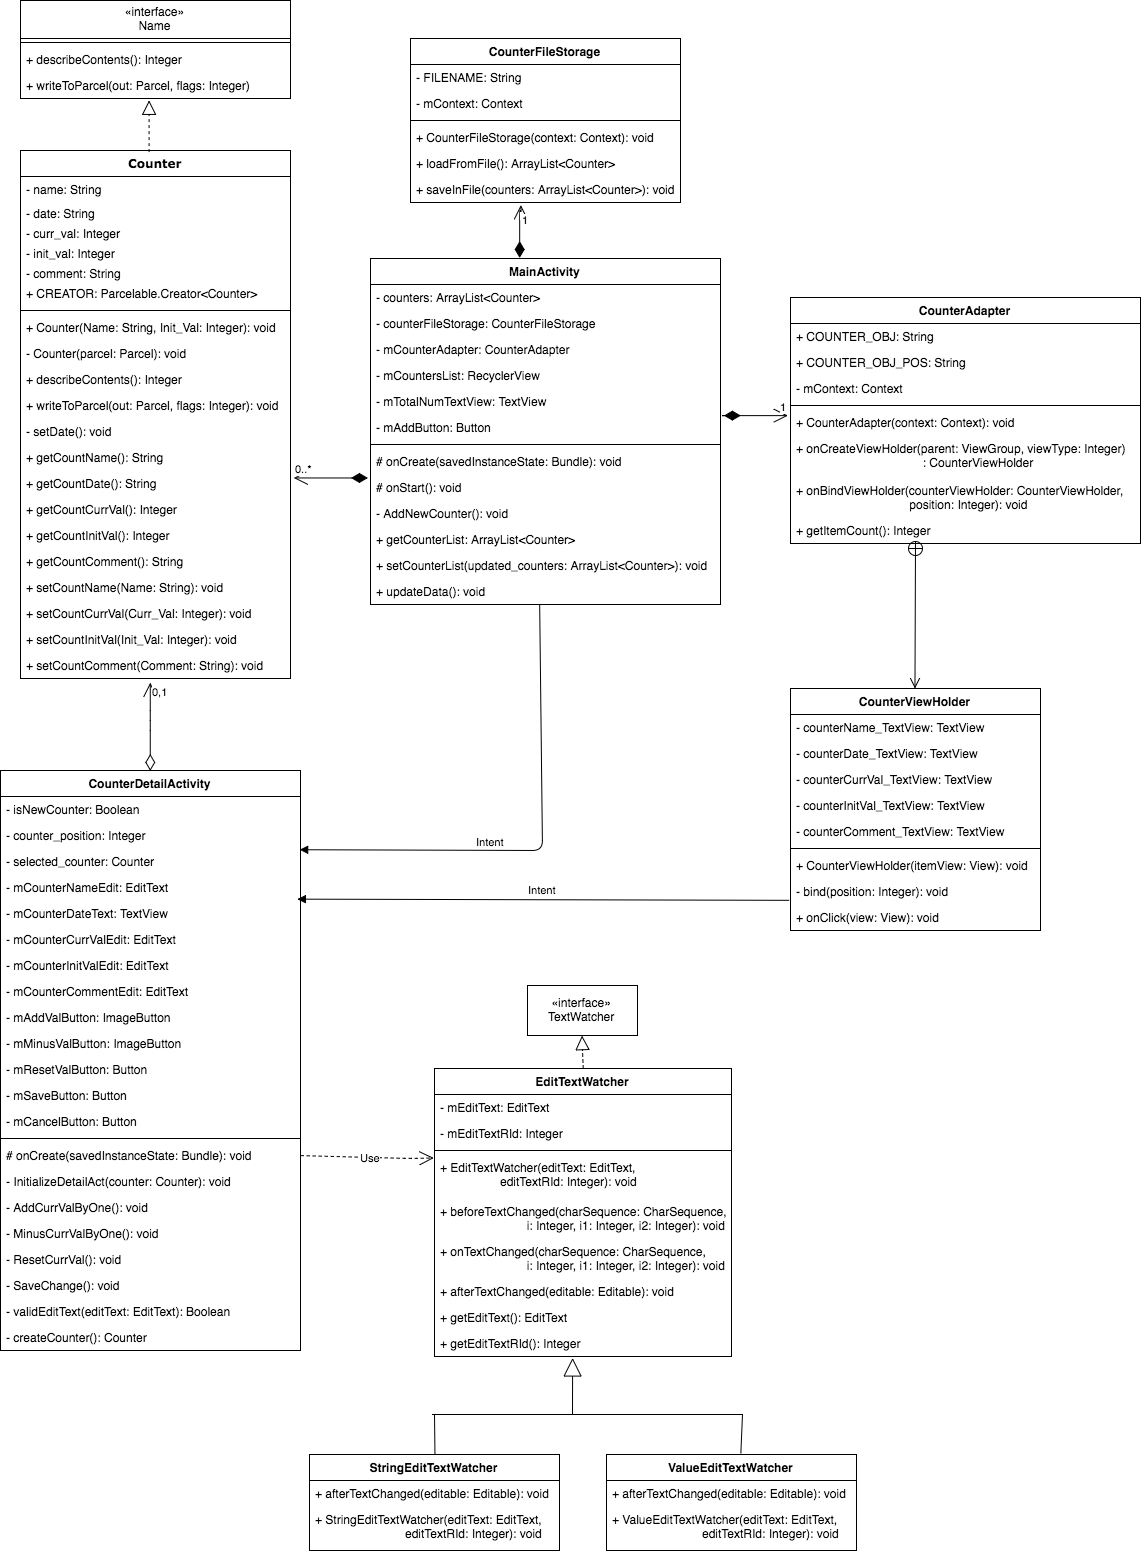 «interface»
Name
+ describeContents(): Integer
+ writeToParcel(out: Parcel, flags: Integer)
Counter
- name: String
- date: String
- curr_val: Integer
- init_val: Integer
- comment: String
+ CREATOR: Parcelable.Creator<Counter>
+ Counter(Name: String, Init_Val: Integer): void
- Counter(parcel: Parcel): void
+ describeContents(): Integer
+ writeToParcel(out: Parcel, flags: Integer): void
- setDate(): void
+ getCountName(): String
+ getCountDate(): String
+ getCountCurrVal(): Integer
+ getCountInitVal(): Integer
+ getCountComment(): String
+ setCountName(Name: String): void
+ setCountCurrVal(Curr_Val: Integer): void
+ setCountInitVal(Init_Val: Integer): void
+ setCountComment(Comment: String): void
CounterFileStorage
- FILENAME: String
- mContext: Context
+ CounterFileStorage(context: Context): void
+ loadFromFile(): ArrayList<Counter>
+ saveInFile(counters: ArrayList<Counter>): void
1
MainActivity
- counters: ArrayList<Counter>
- counterFileStorage: CounterFileStorage
- mCounterAdapter: CounterAdapter
- mCountersList: RecyclerView
- mTotalNumTextView: TextView
- mAddButton: Button
# onCreate(savedInstanceState: Bundle): void
# onStart(): void
- AddNewCounter(): void
+ getCounterList: ArrayList<Counter>
+ setCounterList(updated_counters: ArrayList<Counter>): void
+ updateData(): void
0..*
1
CounterAdapter
+ COUNTER_OBJ: String
+ COUNTER_OBJ_POS: String
- mContext: Context
+ CounterAdapter(context: Context): void
+ onCreateViewHolder(parent: ViewGroup, viewType: Integer)
: CounterViewHolder
+ onBindViewHolder(counterViewHolder: CounterViewHolder,
position: Integer): void
+ getItemCount(): Integer
CounterViewHolder
- counterName_TextView: TextView
- counterDate_TextView: TextView
- counterCurrVal_TextView: TextView
- counterInitVal_TextView: TextView
- counterComment_TextView: TextView
+ CounterViewHolder(itemView: View): void
- bind(position: Integer): void
+ onClick(view: View): void
0,1
CounterDetailActivity
- isNewCounter: Boolean
- counter_position: Integer
- selected_counter: Counter
- mCounterNameEdit: EditText
- mCounterDateText: TextView
- mCounterCurrValEdit: EditText
- mCounterInitValEdit: EditText
- mCounterCommentEdit: EditText
- mAddValButton: ImageButton
- mMinusValButton: ImageButton
- mResetValButton: Button
- mSaveButton: Button
- mCancelButton: Button
# onCreate(savedInstanceState: Bundle): void
- InitializeDetailAct(counter: Counter): void
- AddCurrValByOne(): void
- MinusCurrValByOne(): void
- ResetCurrVal(): void
- SaveChange(): void
- validEditText(editText: EditText): Boolean
- createCounter(): Counter
Intent
Intent
Use
«interface»
TextWatcher
EditTextWatcher
- mEditText: EditText
- mEditTextRId: Integer
+ EditTextWatcher(editText: EditText,
editTextRId: Integer): void
+ beforeTextChanged(charSequence: CharSequence,
i: Integer, i1: Integer, i2: Integer): void
+ onTextChanged(charSequence: CharSequence,
i: Integer, i1: Integer, i2: Integer): void
+ afterTextChanged(editable: Editable): void
+ getEditText(): EditText
+ getEditTextRId(): Integer
StringEditTextWatcher
+ afterTextChanged(editable: Editable): void
+ StringEditTextWatcher(editText: EditText,
editTextRId: Integer): void
ValueEditTextWatcher
+ afterTextChanged(editable: Editable): void
+ ValueEditTextWatcher(editText: EditText,
editTextRId: Integer): void